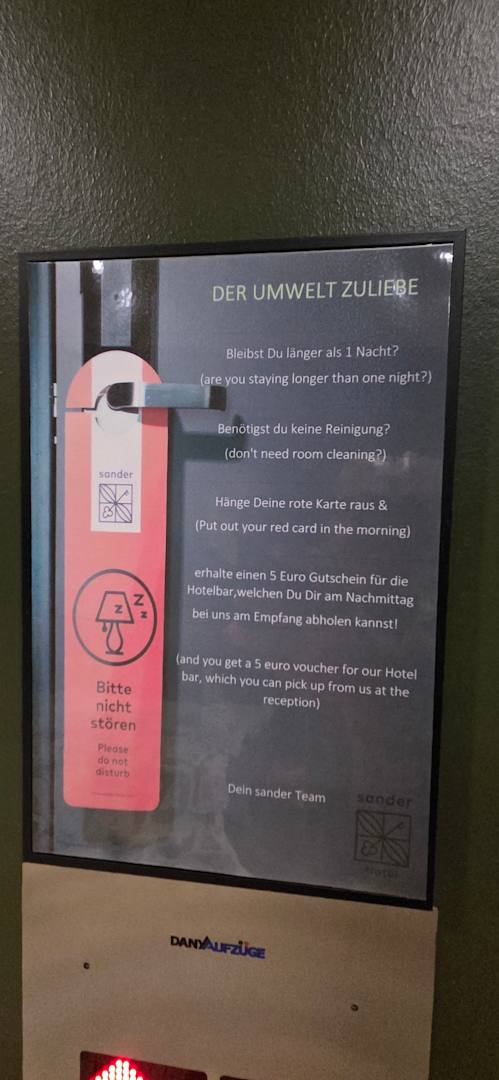 DER UMWELT ZULIEBE
Bleibst Du länger als 1 Nacht?
(are you staying longer than one night?)
Benötigst du keine Reinigung?
(don't need room cleaning?)
Hänge Deine rote Karte raus &
(Put out your red card in the morning)
erhalte einen 5 Euro Gutschein für die
Hotelbar,welchen Du Dir am Nachmittag
bei uns am Empfang abholen kannst!
(and you get a 5 euro voucher for our Hotel
bar, which you can pick up from us at the
reception)
Dein sander Team
sander
Hotel
sander
z
Z
z
Bitte
nicht
stören
Please
do not
disturb
DANYAUFZÜGE